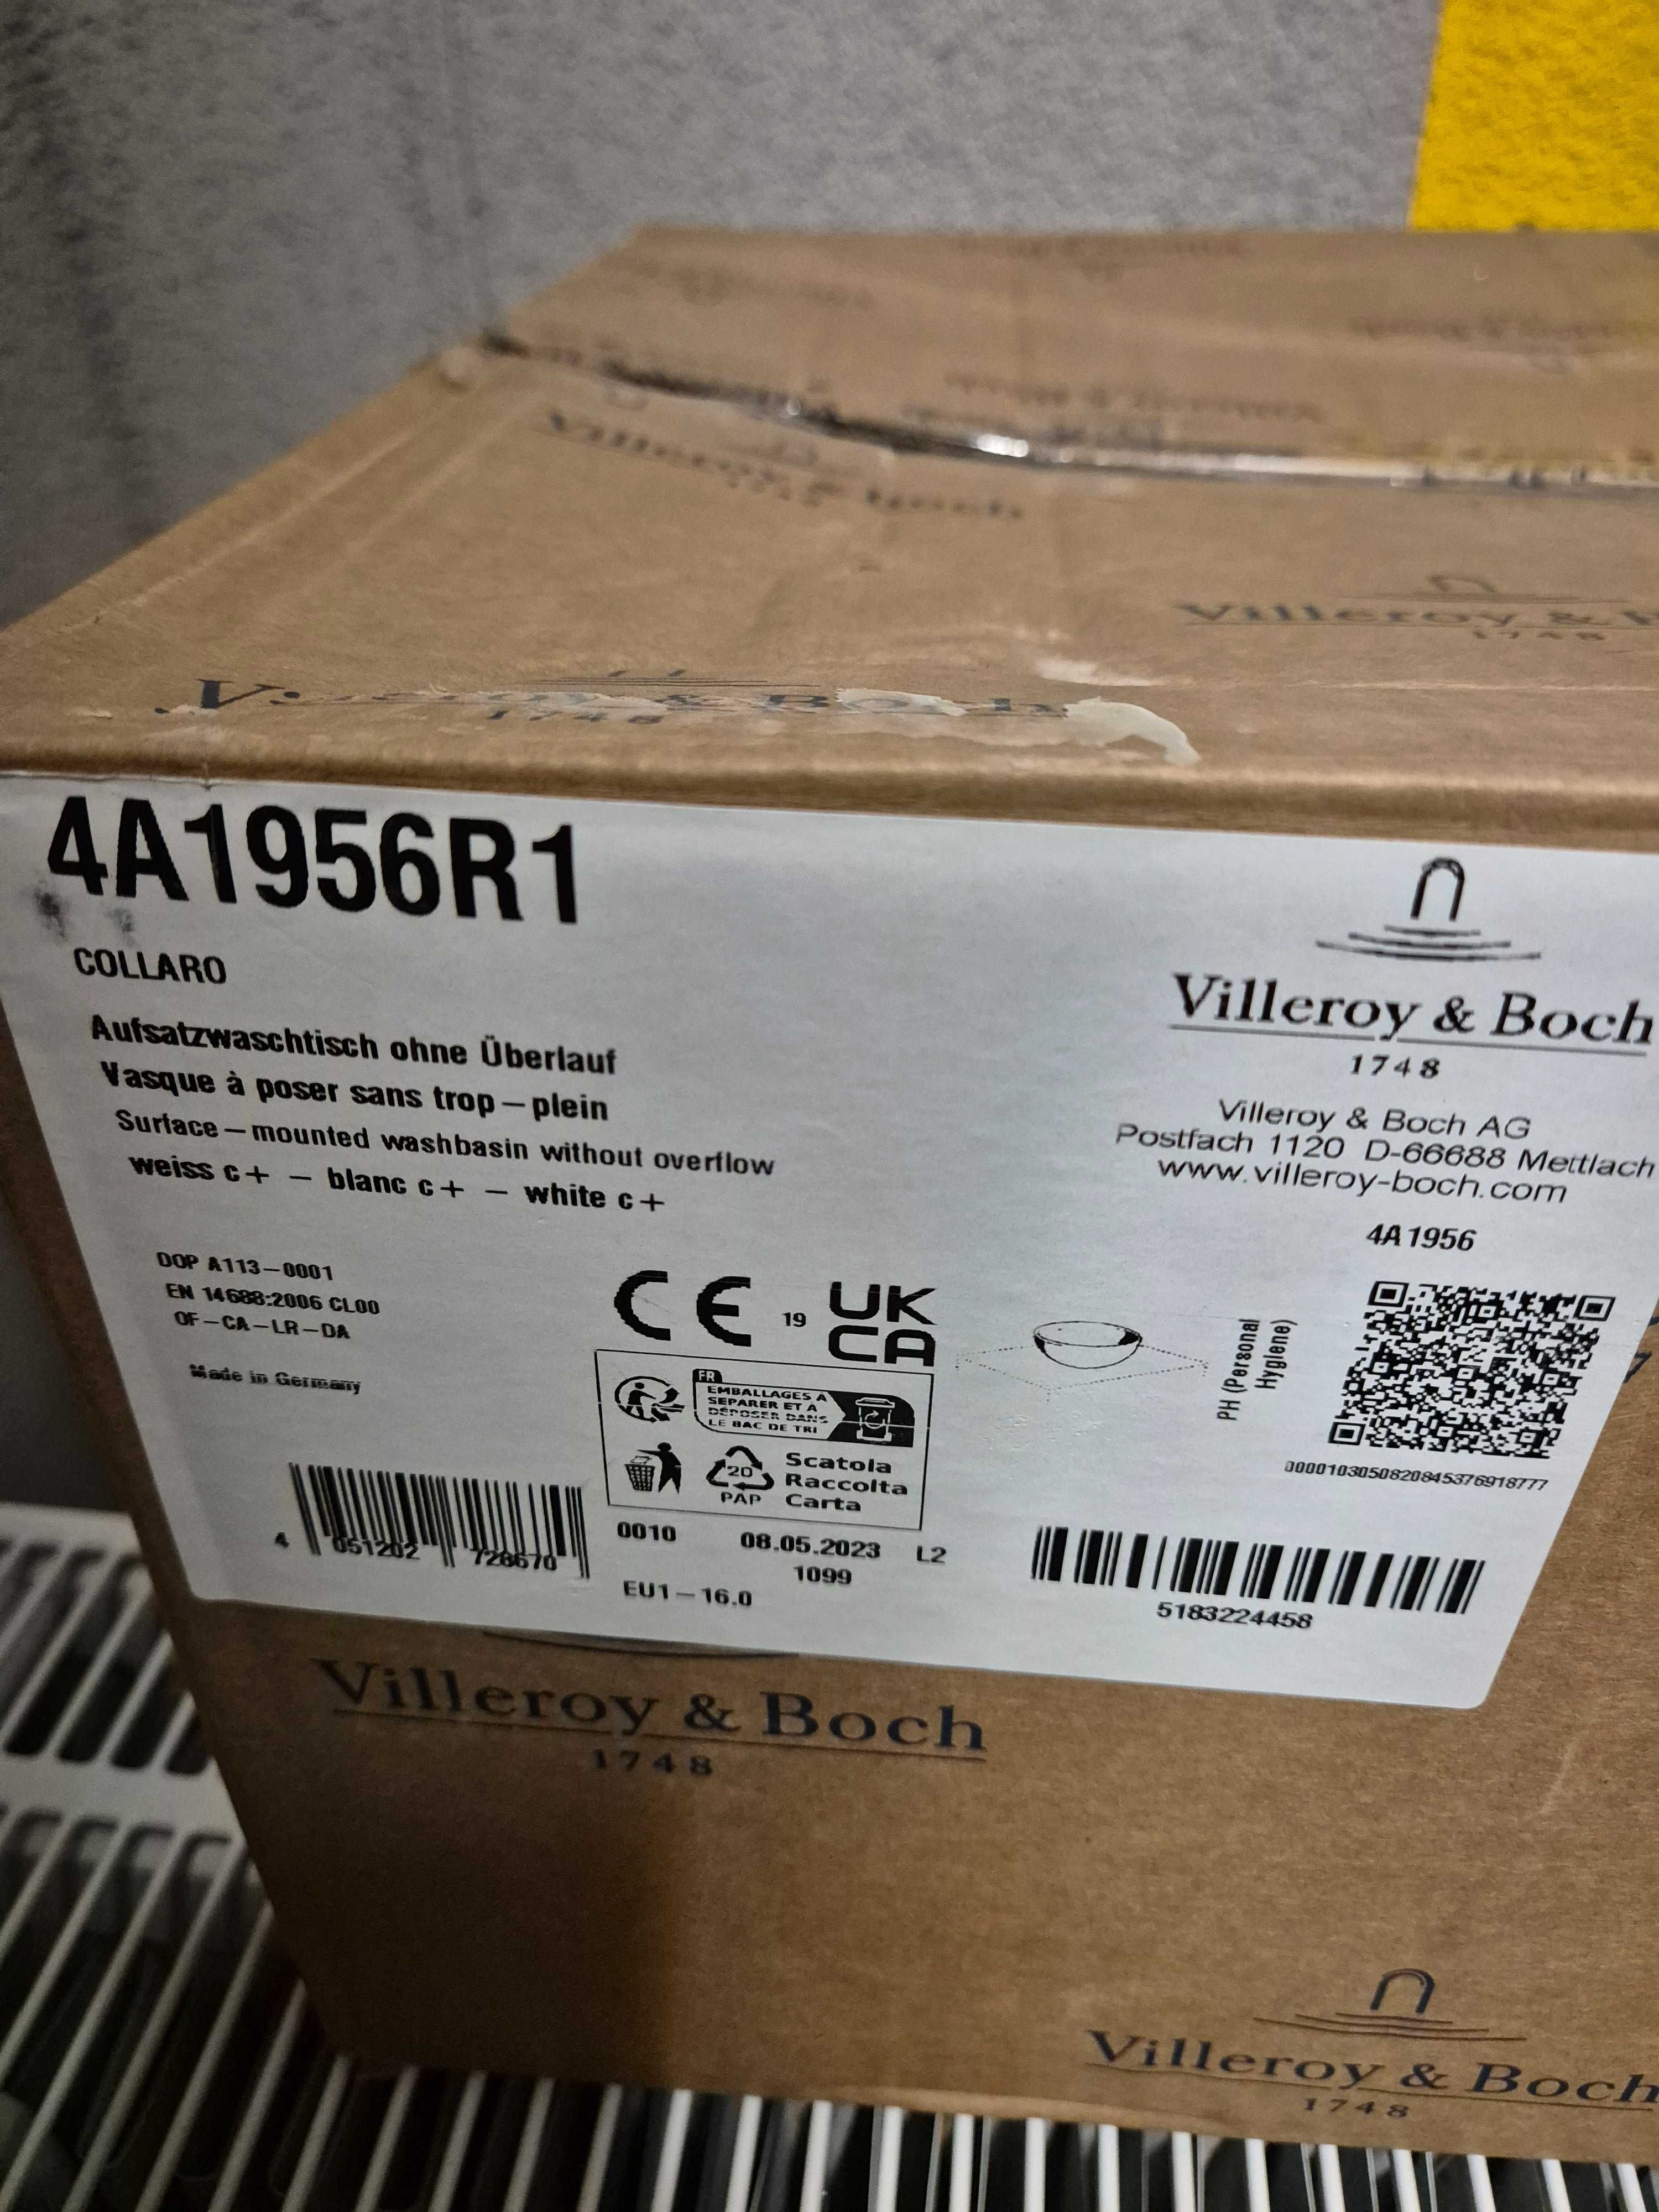 Villeroy & Boch
Villeroy &
1748
1748
4A1956R1
COLLARO
Aufsatzwaschtisch ohne Überlauf
Vasque à poser sans trop-plein
Surface-mounted washbasin without overflow
weiss c+ - blanc c+ - white c+
Villeroy & Boch
1748
Villeroy & Boch AG
Postfach 1120 D-66688 Mettlach
www.villeroy-boch.com
4A1956
DOP A113-0001
EN 14688:2006 CL00
OF-CA-LR-DA
Made in Germany
CE 19 UK
CA
PH (Personal
Hygiene)
FR
EMBALLAGES À
SÉPARER ET À
DÉPOSER DANS
LE BAC DE TRI
20
PAP
Scatola
Raccolta
Carta
0000103050820845376918777
4 051202 728670
0010 08.05.2023 L2
1099
EU1-16.0
5183224458
Villeroy & Boch
1748
Villeroy & Boch
1748